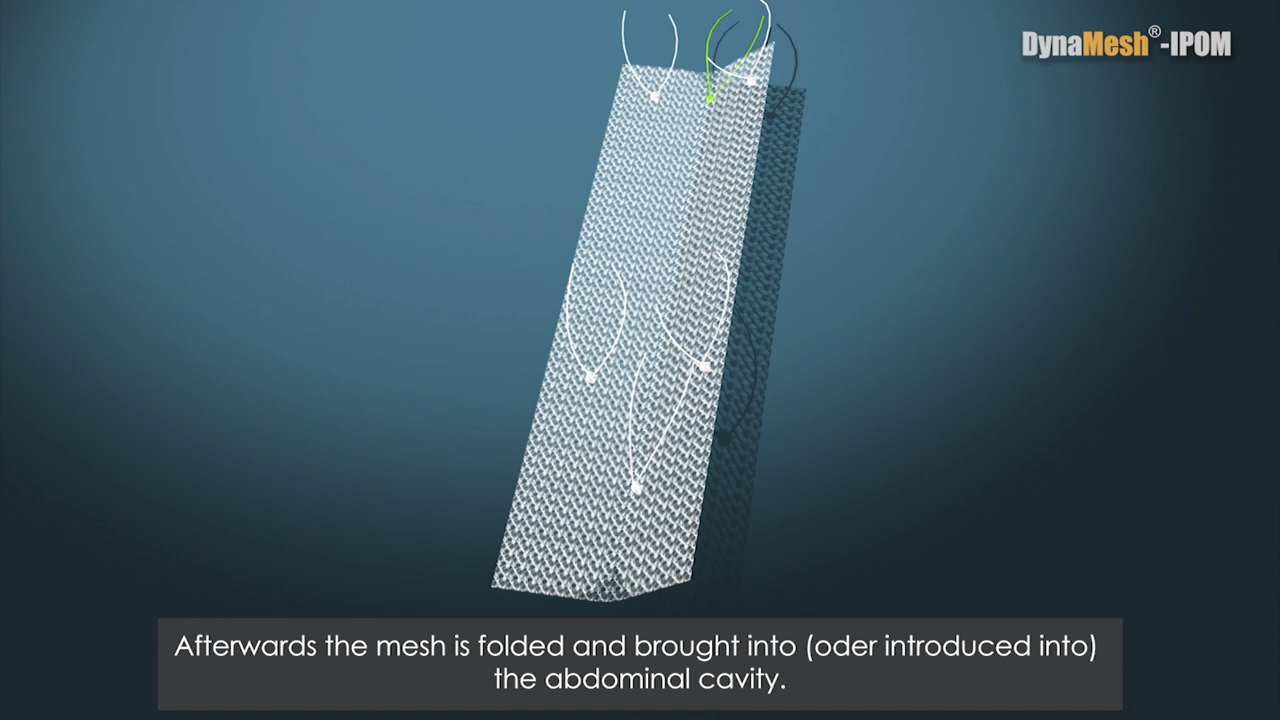 DynaMesh®-IPOM
Afterwards the mesh is folded and brought into (oder introduced into)
the abdominal cavity.